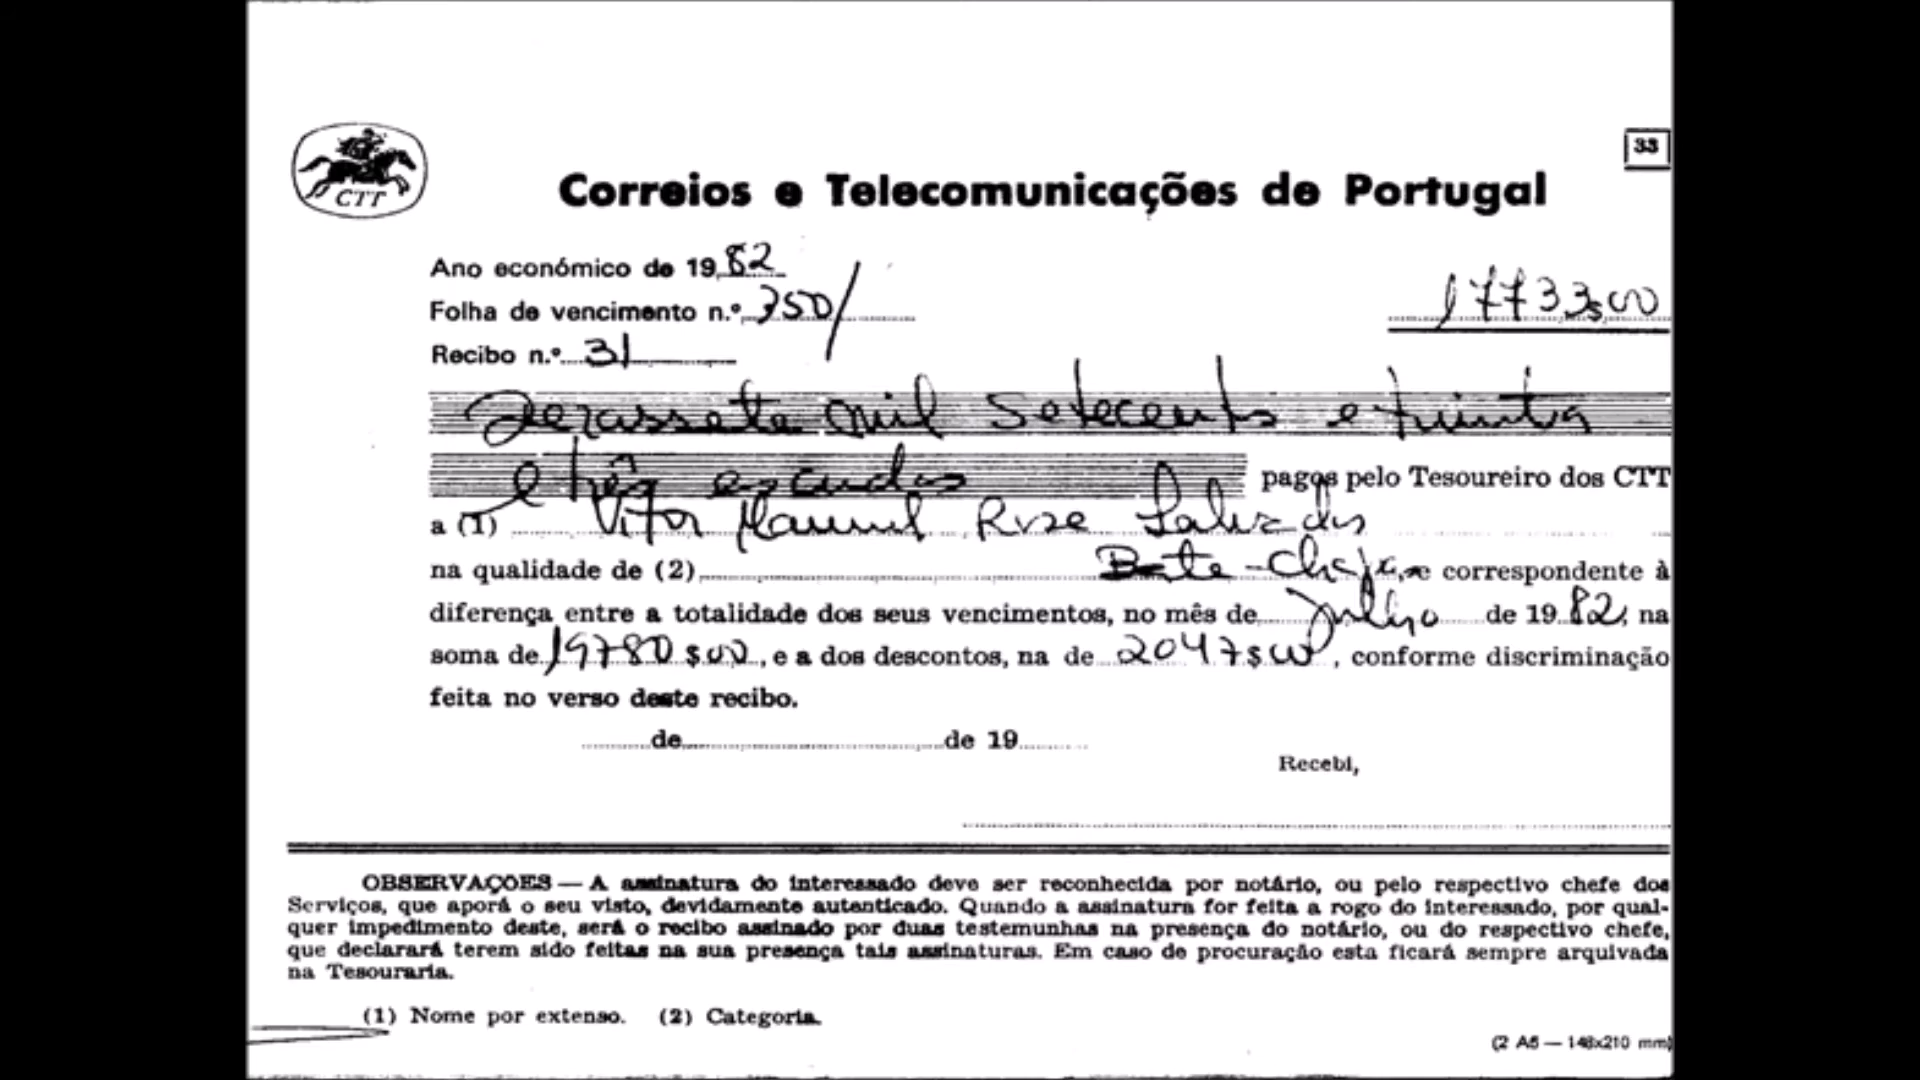 CTT
33
Correios e Telecomunicações de Portugal
Ano económico de 1982
Folha de vencimento n.º 350/
17733$00
Recibo n.º 31
Dezassete mil setecentos e trinta
e três escudos pagos pelo Tesoureiro dos CTT
a (1) Vitor Manuel Rose
na qualidade de (2) Bate-Chapa, e correspondente à
diferença entre a totalidade dos seus vencimentos, no mês de julho de 1982, na
soma de 19780$00, e a dos descontos, na de 2047$00, conforme discriminação
feita no verso deste recibo.
de de 19
Recebi,
OBSERVAÇOES — A assinatura do interessado deve ser reconhecida por notário, ou pelo respectivo chefe dos
Serviços, que aporá o seu visto, devidamente autenticado. Quando a assinatura for feita a rogo do interessado, por qual-
quer impedimento deste, será o recibo assinado por duas testemunhas na presença do notário, ou do respectivo chefe,
que declarará terem sido feitas na sua presença tais assinaturas. Em caso de procuração esta ficará sempre arquivada
na Tesouraria.
(1) Nome por extenso. (2) Categoria.
(2 A5 — 148x210 mm)